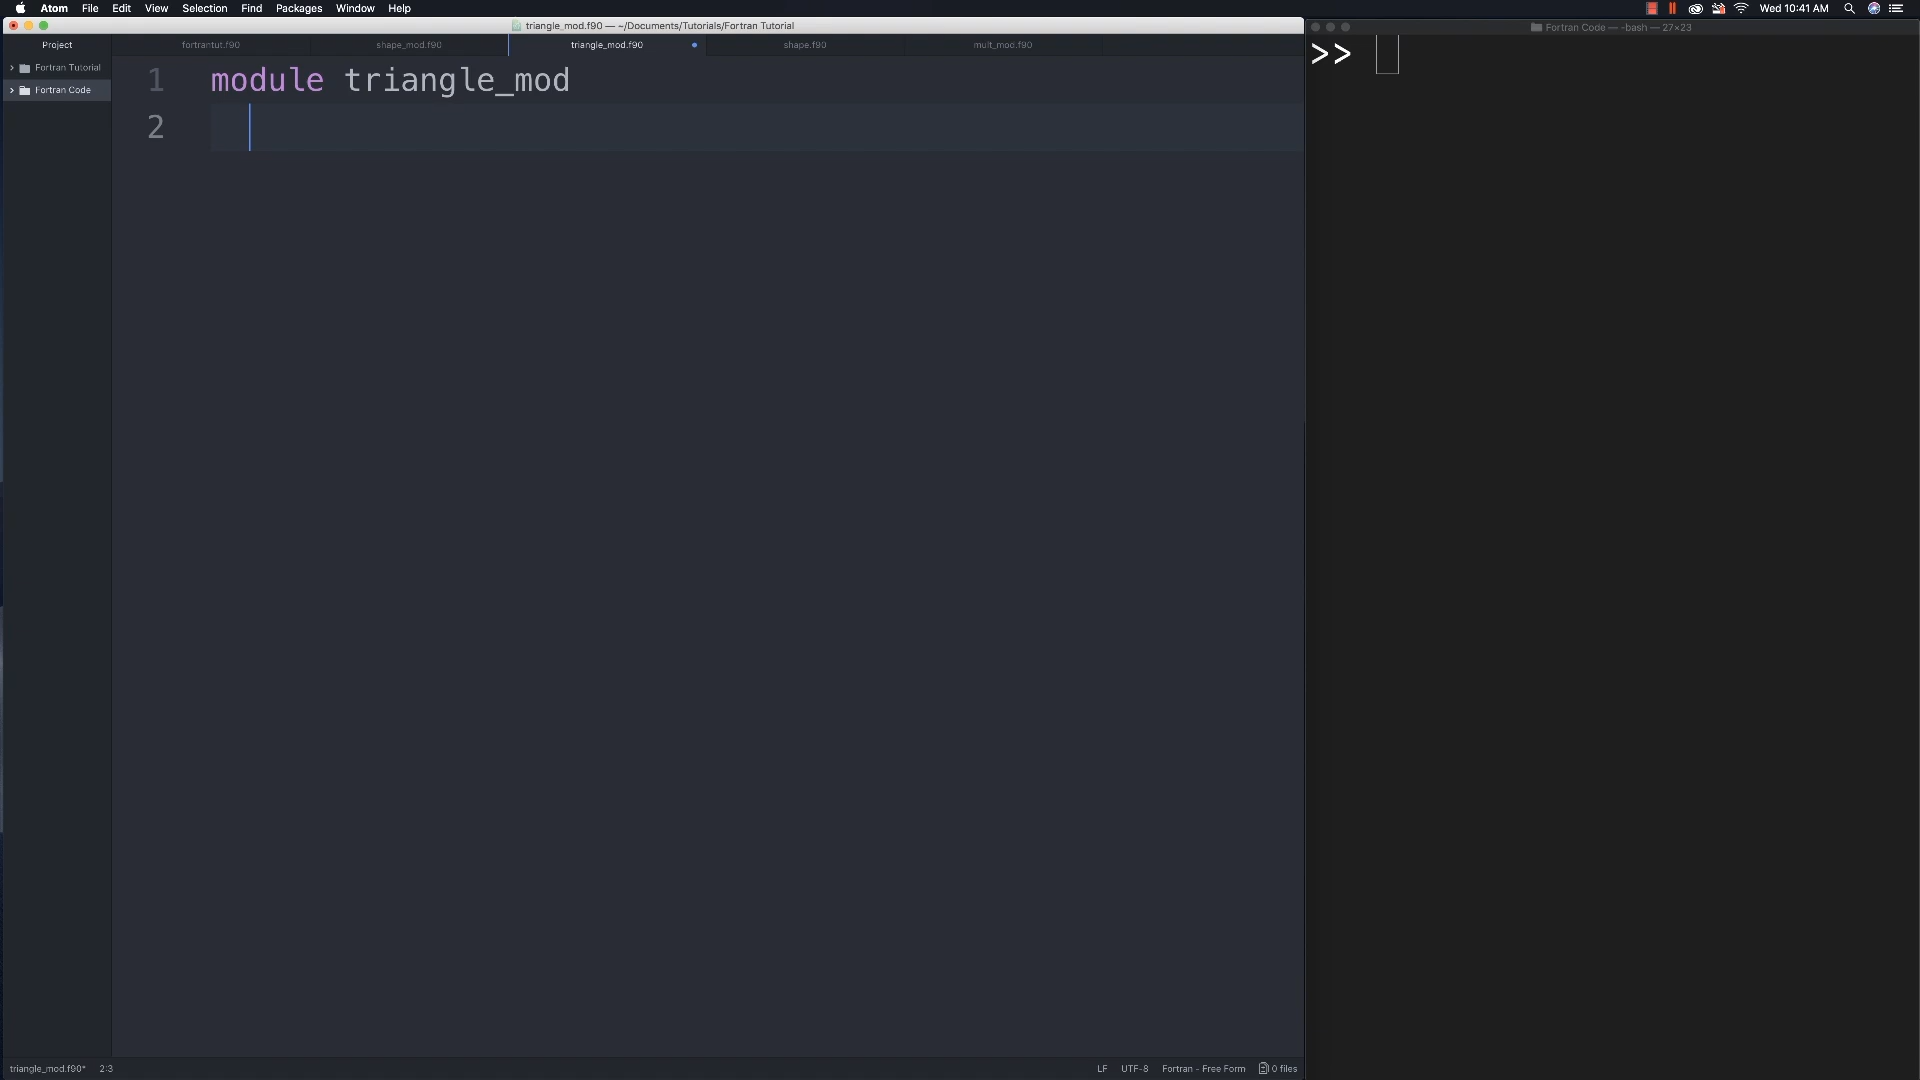 Atom File Edit View Selection Find Packages Window Help Wed 10:41 AM
triangle_mod.f90 — ~/Documents/Tutorials/Fortran Tutorial
Fortran Code — -bash — 27×23
Project
fortrantut.f90 shape_mod.f90 triangle_mod.f90 shape.f90 mult_mod.f90
Fortran Tutorial
Fortran Code
1 module triangle_mod
2
>>
triangle_mod.f90* 2:3 LF UTF-8 Fortran - Free Form 0 files